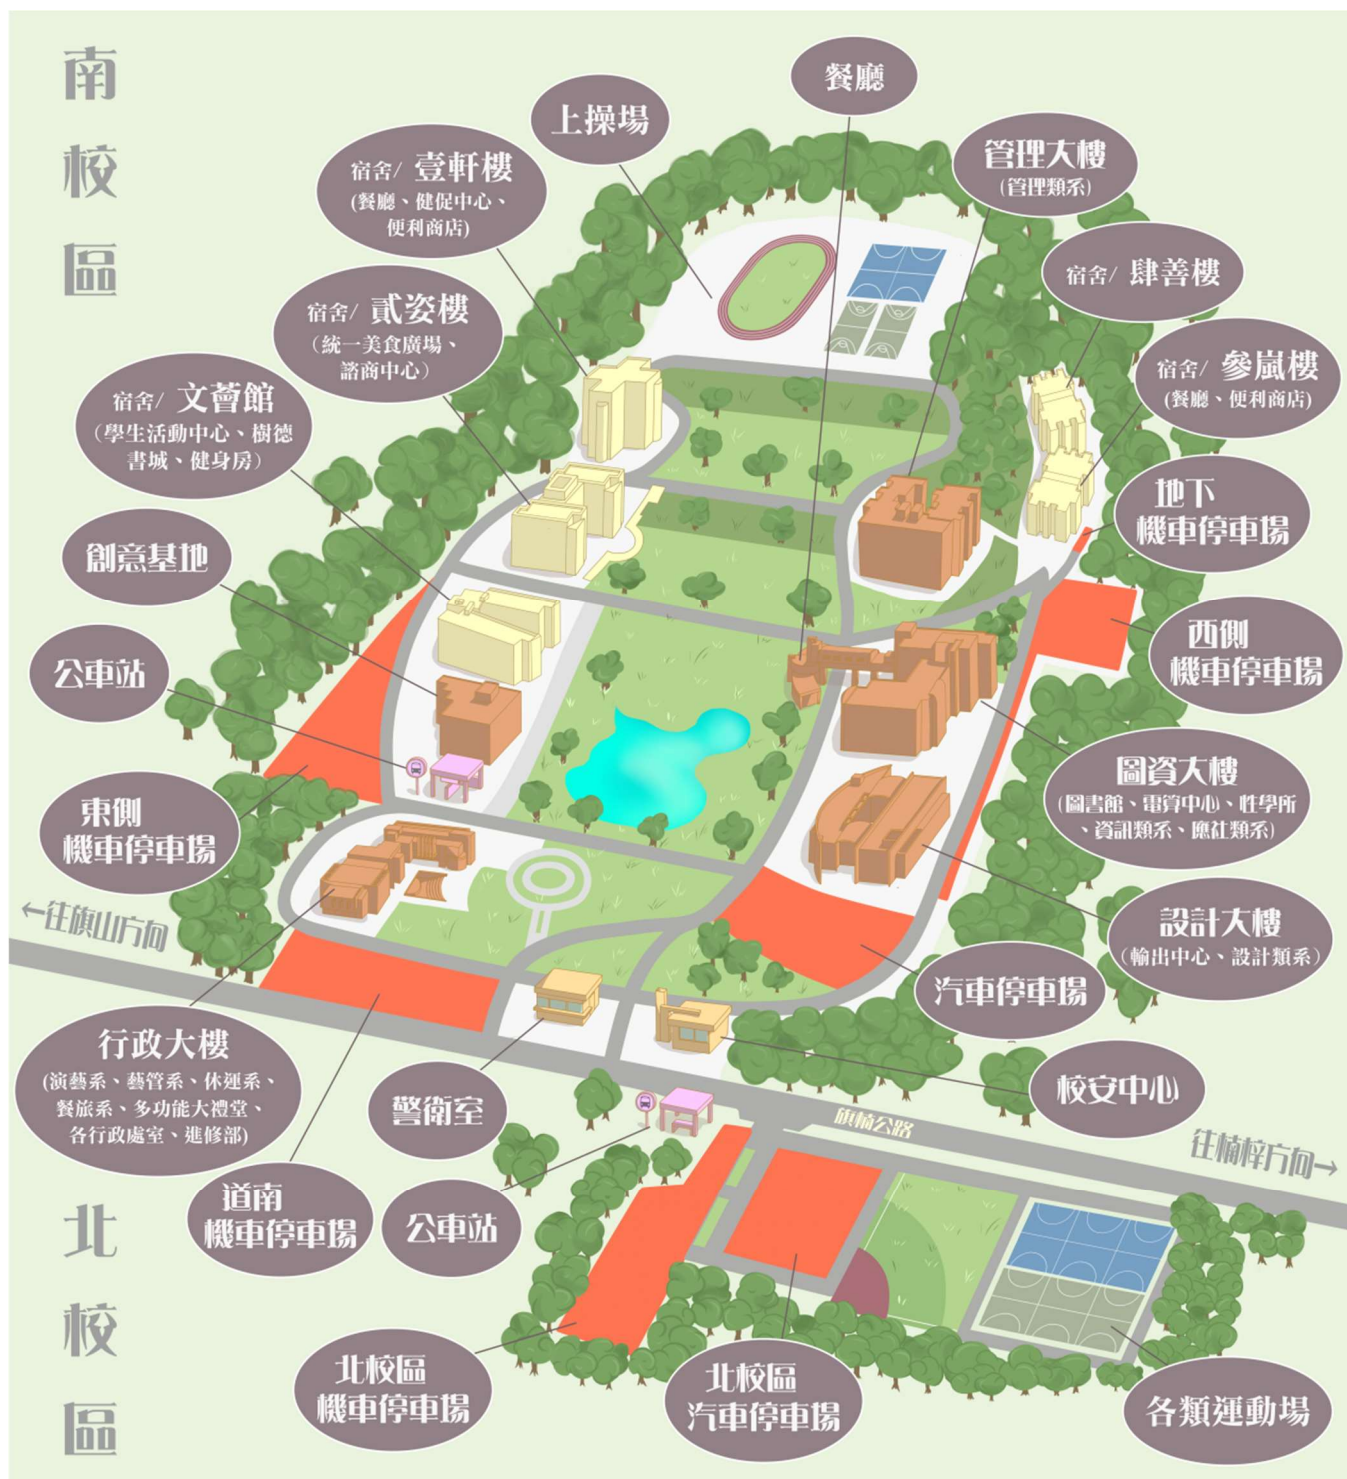 南校區
餐廳
上操場
管理大樓
(管理類系)
宿舍/ 壹軒樓
(餐廳、健促中心、
便利商店)
宿舍/ 肆善樓
宿舍/ 貳姿樓
（統一美食廣場、
諮商中心）
宿舍/ 參嵐樓
(餐廳、便利商店)
宿舍/ 文薈館
（學生活動中心、樹德
書城、健身房）
地下
機車停車場
創意基地
西側
機車停車場
公車站
圖資大樓
(圖書館、電算中心、性學所
、資訊類系、應社類系)
東側
機車停車場
←往旗山方向
設計大樓
（輸出中心、設計類系）
汽車停車場
行政大樓
(演藝系、藝管系、休運系、
餐旅系、多功能大禮堂、
各行政處室、進修部)
警衛室
校安中心
旗楠公路
往楠梓方向→
道南
機車停車場
公車站
北校區
北校區
機車停車場
北校區
汽車停車場
各類運動場